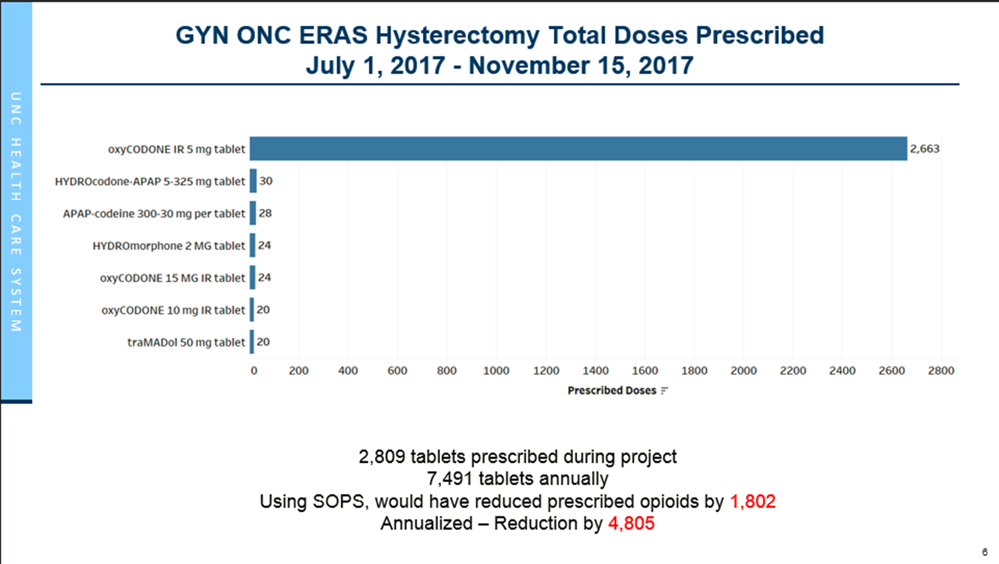 UNC HEALTH CARE SYSTEM
GYN ONC ERAS Hysterectomy Total Doses Prescribed
July 1, 2017 - November 15, 2017
oxyCODONE IR 5 mg tablet 2,663
HYDROcodone-APAP 5-325 mg tablet 30
APAP-codeine 300-30 mg per tablet 28
HYDROmorphone 2 MG tablet 24
oxyCODONE 15 MG IR tablet 24
oxyCODONE 10 mg IR tablet 20
traMADol 50 mg tablet 20
0 200 400 600 800 1000 1200 1400 1600 1800 2000 2200 2400 2600 2800
Prescribed Doses
2,809 tablets prescribed during project
7,491 tablets annually
Using SOPS, would have reduced prescribed opioids by 1,802
Annualized – Reduction by 4,805
6